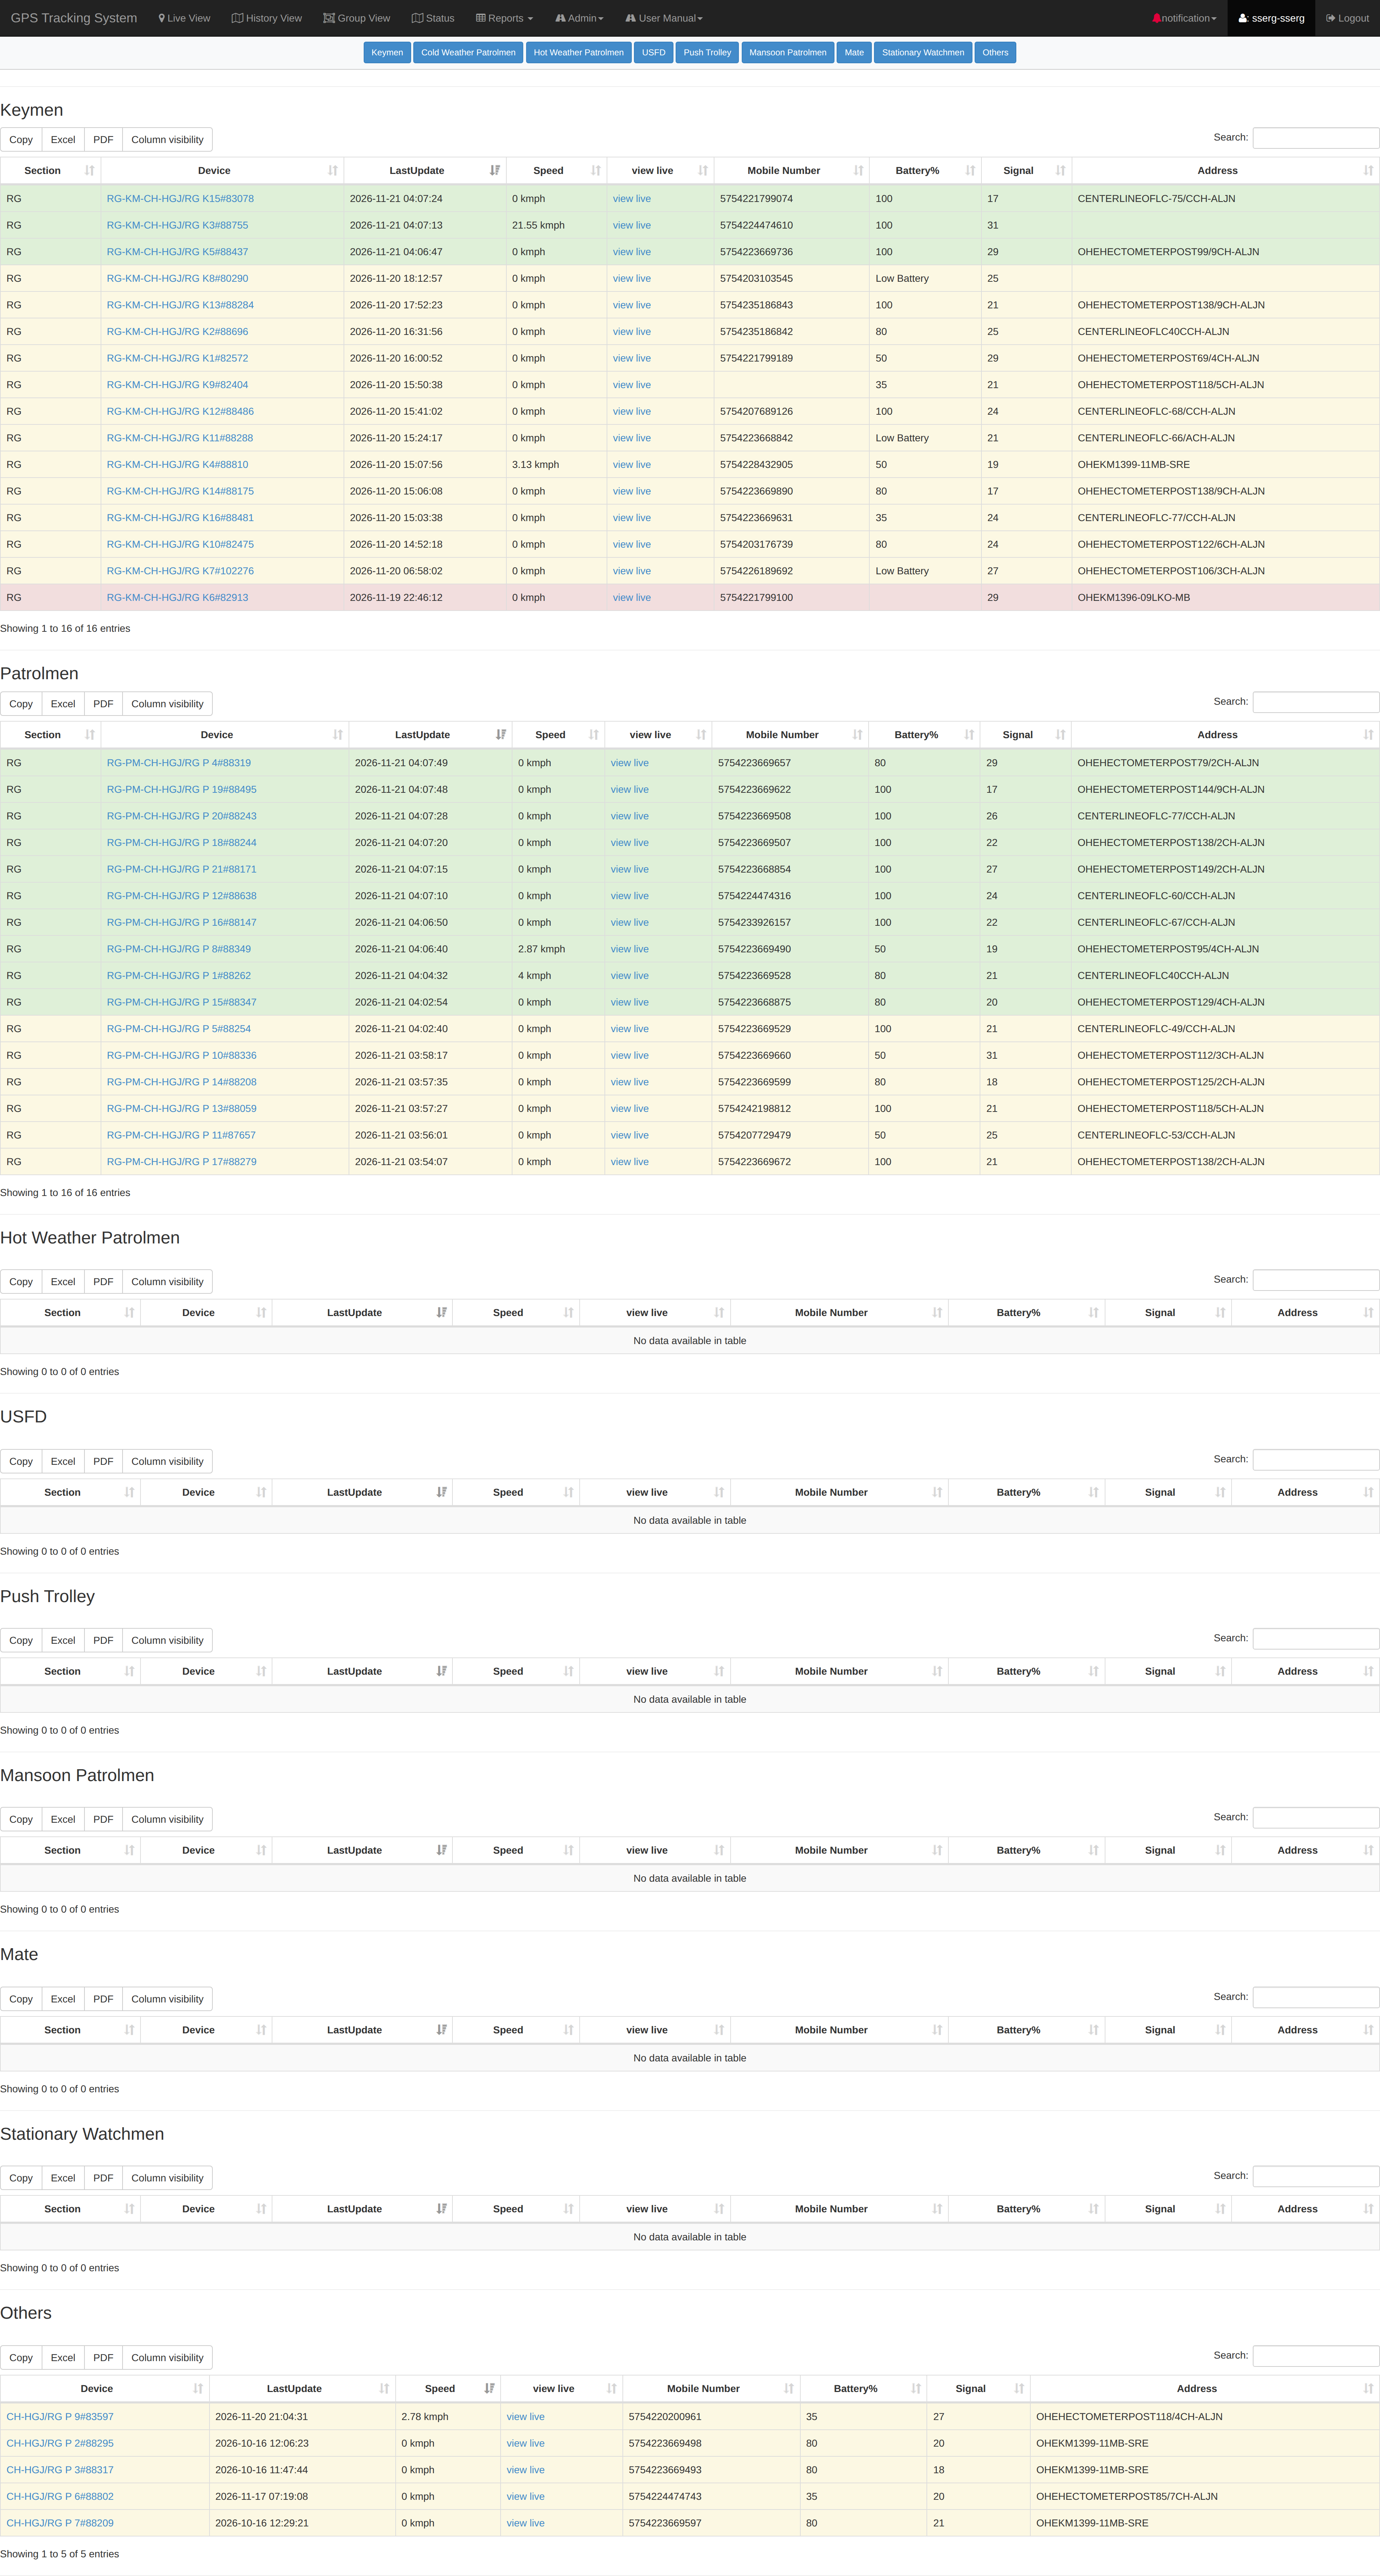 GPS Tracking System Live View History View Group View Status Reports Admin User Manual notification : sserg-sserg Logout
Keymen Cold Weather Patrolmen Hot Weather Patrolmen USFD Push Trolley Mansoon Patrolmen Mate Stationary Watchmen Others
Keymen
Copy Excel PDF Column visibility Search:
Section Device LastUpdate Speed view live Mobile Number Battery% Signal Address
RG RG-KM-CH-HGJ/RG K15#83078 2026-11-21 04:07:24 0 kmph view live 5754221799074 100 17 CENTERLINEOFLC-75/CCH-ALJN
RG RG-KM-CH-HGJ/RG K3#88755 2026-11-21 04:07:13 21.55 kmph view live 5754224474610 100 31
RG RG-KM-CH-HGJ/RG K5#88437 2026-11-21 04:06:47 0 kmph view live 5754223669736 100 29 OHEHECTOMETERPOST99/9CH-ALJN
RG RG-KM-CH-HGJ/RG K8#80290 2026-11-20 18:12:57 0 kmph view live 5754203103545 Low Battery 25
RG RG-KM-CH-HGJ/RG K13#88284 2026-11-20 17:52:23 0 kmph view live 5754235186843 100 21 OHEHECTOMETERPOST138/9CH-ALJN
RG RG-KM-CH-HGJ/RG K2#88696 2026-11-20 16:31:56 0 kmph view live 5754235186842 80 25 CENTERLINEOFLC40CCH-ALJN
RG RG-KM-CH-HGJ/RG K1#82572 2026-11-20 16:00:52 0 kmph view live 5754221799189 50 29 OHEHECTOMETERPOST69/4CH-ALJN
RG RG-KM-CH-HGJ/RG K9#82404 2026-11-20 15:50:38 0 kmph view live 35 21 OHEHECTOMETERPOST118/5CH-ALJN
RG RG-KM-CH-HGJ/RG K12#88486 2026-11-20 15:41:02 0 kmph view live 5754207689126 100 24 CENTERLINEOFLC-68/CCH-ALJN
RG RG-KM-CH-HGJ/RG K11#88288 2026-11-20 15:24:17 0 kmph view live 5754223668842 Low Battery 21 CENTERLINEOFLC-66/ACH-ALJN
RG RG-KM-CH-HGJ/RG K4#88810 2026-11-20 15:07:56 3.13 kmph view live 5754228432905 50 19 OHEKM1399-11MB-SRE
RG RG-KM-CH-HGJ/RG K14#88175 2026-11-20 15:06:08 0 kmph view live 5754223669890 80 17 OHEHECTOMETERPOST138/9CH-ALJN
RG RG-KM-CH-HGJ/RG K16#88481 2026-11-20 15:03:38 0 kmph view live 5754223669631 35 24 CENTERLINEOFLC-77/CCH-ALJN
RG RG-KM-CH-HGJ/RG K10#82475 2026-11-20 14:52:18 0 kmph view live 5754203176739 80 24 OHEHECTOMETERPOST122/6CH-ALJN
RG RG-KM-CH-HGJ/RG K7#102276 2026-11-20 06:58:02 0 kmph view live 5754226189692 Low Battery 27 OHEHECTOMETERPOST106/3CH-ALJN
RG RG-KM-CH-HGJ/RG K6#82913 2026-11-19 22:46:12 0 kmph view live 5754221799100 29 OHEKM1396-09LKO-MB
Showing 1 to 16 of 16 entries
Patrolmen
Copy Excel PDF Column visibility Search:
Section Device LastUpdate Speed view live Mobile Number Battery% Signal Address
RG RG-PM-CH-HGJ/RG P 4#88319 2026-11-21 04:07:49 0 kmph view live 5754223669657 80 29 OHEHECTOMETERPOST79/2CH-ALJN
RG RG-PM-CH-HGJ/RG P 19#88495 2026-11-21 04:07:48 0 kmph view live 5754223669622 100 17 OHEHECTOMETERPOST144/9CH-ALJN
RG RG-PM-CH-HGJ/RG P 20#88243 2026-11-21 04:07:28 0 kmph view live 5754223669508 100 26 CENTERLINEOFLC-77/CCH-ALJN
RG RG-PM-CH-HGJ/RG P 18#88244 2026-11-21 04:07:20 0 kmph view live 5754223669507 100 22 OHEHECTOMETERPOST138/2CH-ALJN
RG RG-PM-CH-HGJ/RG P 21#88171 2026-11-21 04:07:15 0 kmph view live 5754223668854 100 27 OHEHECTOMETERPOST149/2CH-ALJN
RG RG-PM-CH-HGJ/RG P 12#88638 2026-11-21 04:07:10 0 kmph view live 5754224474316 100 24 CENTERLINEOFLC-60/CCH-ALJN
RG RG-PM-CH-HGJ/RG P 16#88147 2026-11-21 04:06:50 0 kmph view live 5754233926157 100 22 CENTERLINEOFLC-67/CCH-ALJN
RG RG-PM-CH-HGJ/RG P 8#88349 2026-11-21 04:06:40 2.87 kmph view live 5754223669490 50 19 OHEHECTOMETERPOST95/4CH-ALJN
RG RG-PM-CH-HGJ/RG P 1#88262 2026-11-21 04:04:32 4 kmph view live 5754223669528 80 21 CENTERLINEOFLC40CCH-ALJN
RG RG-PM-CH-HGJ/RG P 15#88347 2026-11-21 04:02:54 0 kmph view live 5754223668875 80 20 OHEHECTOMETERPOST129/4CH-ALJN
RG RG-PM-CH-HGJ/RG P 5#88254 2026-11-21 04:02:40 0 kmph view live 5754223669529 100 21 CENTERLINEOFLC-49/CCH-ALJN
RG RG-PM-CH-HGJ/RG P 10#88336 2026-11-21 03:58:17 0 kmph view live 5754223669660 50 31 OHEHECTOMETERPOST112/3CH-ALJN
RG RG-PM-CH-HGJ/RG P 14#88208 2026-11-21 03:57:35 0 kmph view live 5754223669599 80 18 OHEHECTOMETERPOST125/2CH-ALJN
RG RG-PM-CH-HGJ/RG P 13#88059 2026-11-21 03:57:27 0 kmph view live 5754242198812 100 21 OHEHECTOMETERPOST118/5CH-ALJN
RG RG-PM-CH-HGJ/RG P 11#87657 2026-11-21 03:56:01 0 kmph view live 5754207729479 50 25 CENTERLINEOFLC-53/CCH-ALJN
RG RG-PM-CH-HGJ/RG P 17#88279 2026-11-21 03:54:07 0 kmph view live 5754223669672 100 21 OHEHECTOMETERPOST138/2CH-ALJN
Showing 1 to 16 of 16 entries
Hot Weather Patrolmen
Copy Excel PDF Column visibility Search:
Section Device LastUpdate Speed view live Mobile Number Battery% Signal Address
No data available in table
Showing 0 to 0 of 0 entries
USFD
Copy Excel PDF Column visibility Search:
Section Device LastUpdate Speed view live Mobile Number Battery% Signal Address
No data available in table
Showing 0 to 0 of 0 entries
Push Trolley
Copy Excel PDF Column visibility Search:
Section Device LastUpdate Speed view live Mobile Number Battery% Signal Address
No data available in table
Showing 0 to 0 of 0 entries
Mansoon Patrolmen
Copy Excel PDF Column visibility Search:
Section Device LastUpdate Speed view live Mobile Number Battery% Signal Address
No data available in table
Showing 0 to 0 of 0 entries
Mate
Copy Excel PDF Column visibility Search:
Section Device LastUpdate Speed view live Mobile Number Battery% Signal Address
No data available in table
Showing 0 to 0 of 0 entries
Stationary Watchmen
Copy Excel PDF Column visibility Search:
Section Device LastUpdate Speed view live Mobile Number Battery% Signal Address
No data available in table
Showing 0 to 0 of 0 entries
Others
Copy Excel PDF Column visibility Search:
Device LastUpdate Speed view live Mobile Number Battery% Signal Address
CH-HGJ/RG P 9#83597 2026-11-20 21:04:31 2.78 kmph view live 5754220200961 35 27 OHEHECTOMETERPOST118/4CH-ALJN
CH-HGJ/RG P 2#88295 2026-10-16 12:06:23 0 kmph view live 5754223669498 80 20 OHEKM1399-11MB-SRE
CH-HGJ/RG P 3#88317 2026-10-16 11:47:44 0 kmph view live 5754223669493 80 18 OHEKM1399-11MB-SRE
CH-HGJ/RG P 6#88802 2026-11-17 07:19:08 0 kmph view live 5754224474743 35 20 OHEHECTOMETERPOST85/7CH-ALJN
CH-HGJ/RG P 7#88209 2026-10-16 12:29:21 0 kmph view live 5754223669597 80 21 OHEKM1399-11MB-SRE
Showing 1 to 5 of 5 entries